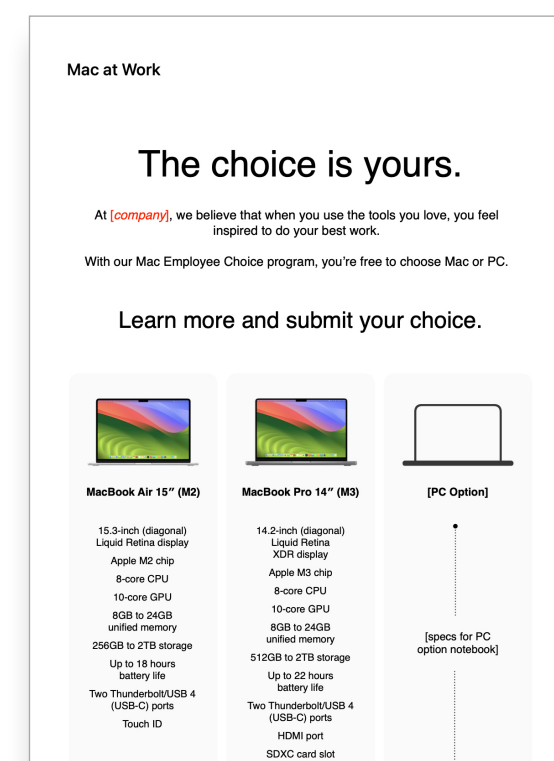 Mac at Work
The choice is yours.
At [company], we believe that when you use the tools you love, you feel
inspired to do your best work.
With our Mac Employee Choice program, you’re free to choose Mac or PC.
Learn more and submit your choice.
MacBook Air 15″ (M2)
15.3-inch (diagonal)
Liquid Retina display
Apple M2 chip
8-core CPU
10-core GPU
8GB to 24GB
unified memory
256GB to 2TB storage
Up to 18 hours
battery life
Two Thunderbolt/USB 4
(USB-C) ports
Touch ID
MacBook Pro 14″ (M3)
14.2-inch (diagonal)
Liquid Retina
XDR display
Apple M3 chip
8-core CPU
10-core GPU
8GB to 24GB
unified memory
512GB to 2TB storage
Up to 22 hours
battery life
Two Thunderbolt/USB 4
(USB-C) ports
HDMI port
SDXC card slot
[PC Option]
[specs for PC
option notebook]